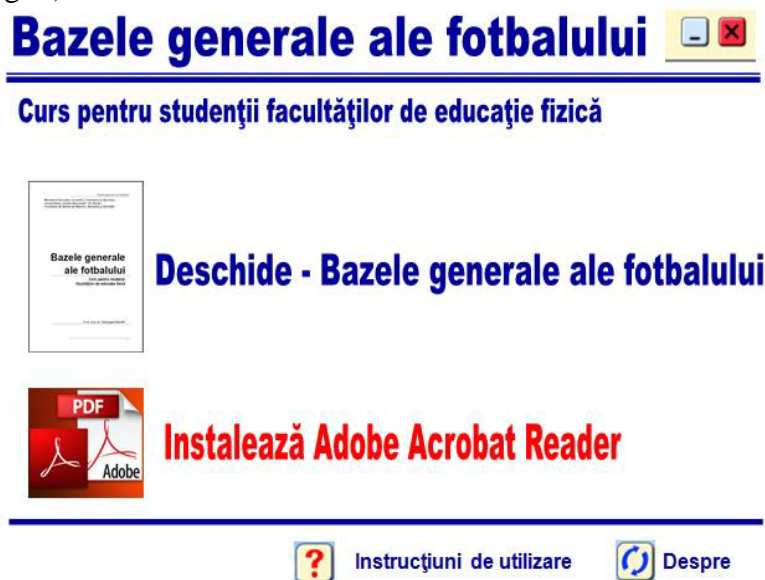 Bazele generale ale fotbalului
Curs pentru studenţii facultăţilor de educaţie fizică
Bazele generale
ale fotbalului
Deschide - Bazele generale ale fotbalului
PDF
Adobe
Instalează Adobe Acrobat Reader
?
Instrucţiuni de utilizare
Despre